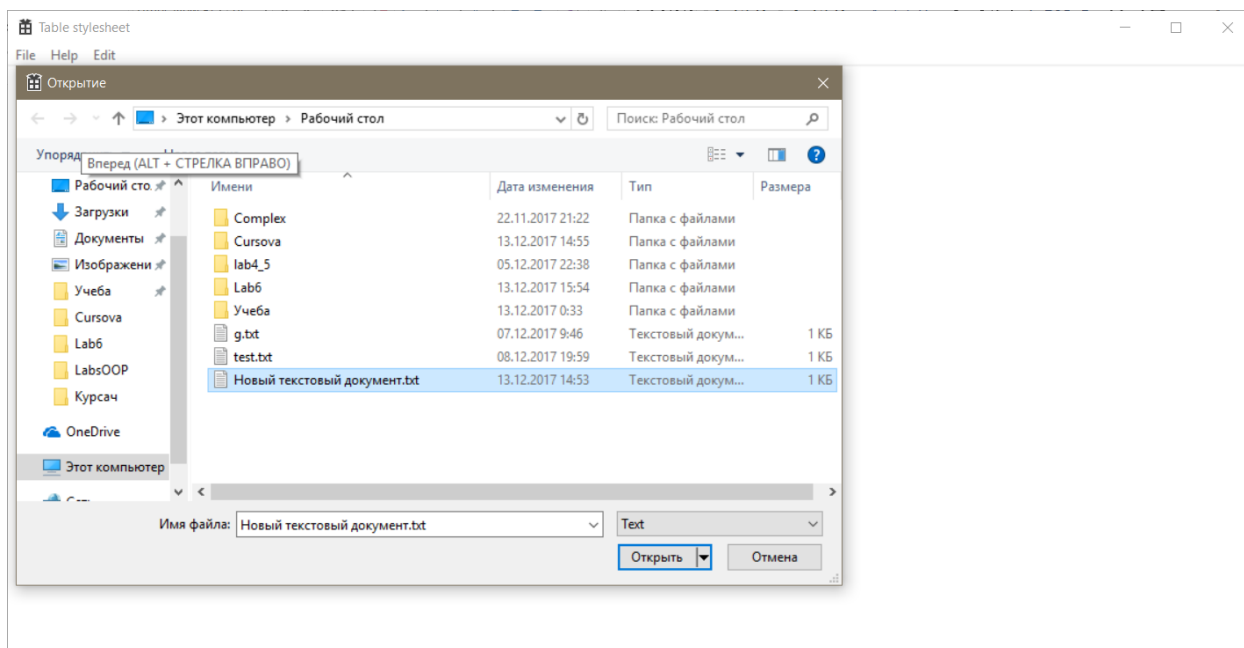 Table stylesheet
File Help Edit
Открытие
Этот компьютер › Рабочий стол
Поиск: Рабочий стол
Упоряд
Вперед (ALT + СТРЕЛКА ВПРАВО)
Рабочий сто.
Загрузки
Документы
Изображени
Учеба
Cursova
Lab6
LabsOOP
Курсач
OneDrive
Этот компьютер
Имени Дата изменения Тип Размера
Complex 22.11.2017 21:22 Папка с файлами
Cursova 13.12.2017 14:55 Папка с файлами
lab4_5 05.12.2017 22:38 Папка с файлами
Lab6 13.12.2017 15:54 Папка с файлами
Учеба 13.12.2017 0:33 Папка с файлами
g.txt 07.12.2017 9:46 Текстовый докум... 1 КБ
test.txt 08.12.2017 19:59 Текстовый докум... 1 КБ
Новый текстовый документ.txt 13.12.2017 14:53 Текстовый докум... 1 КБ
Имя файла: Новый текстовый документ.txt Text
Открыть Отмена